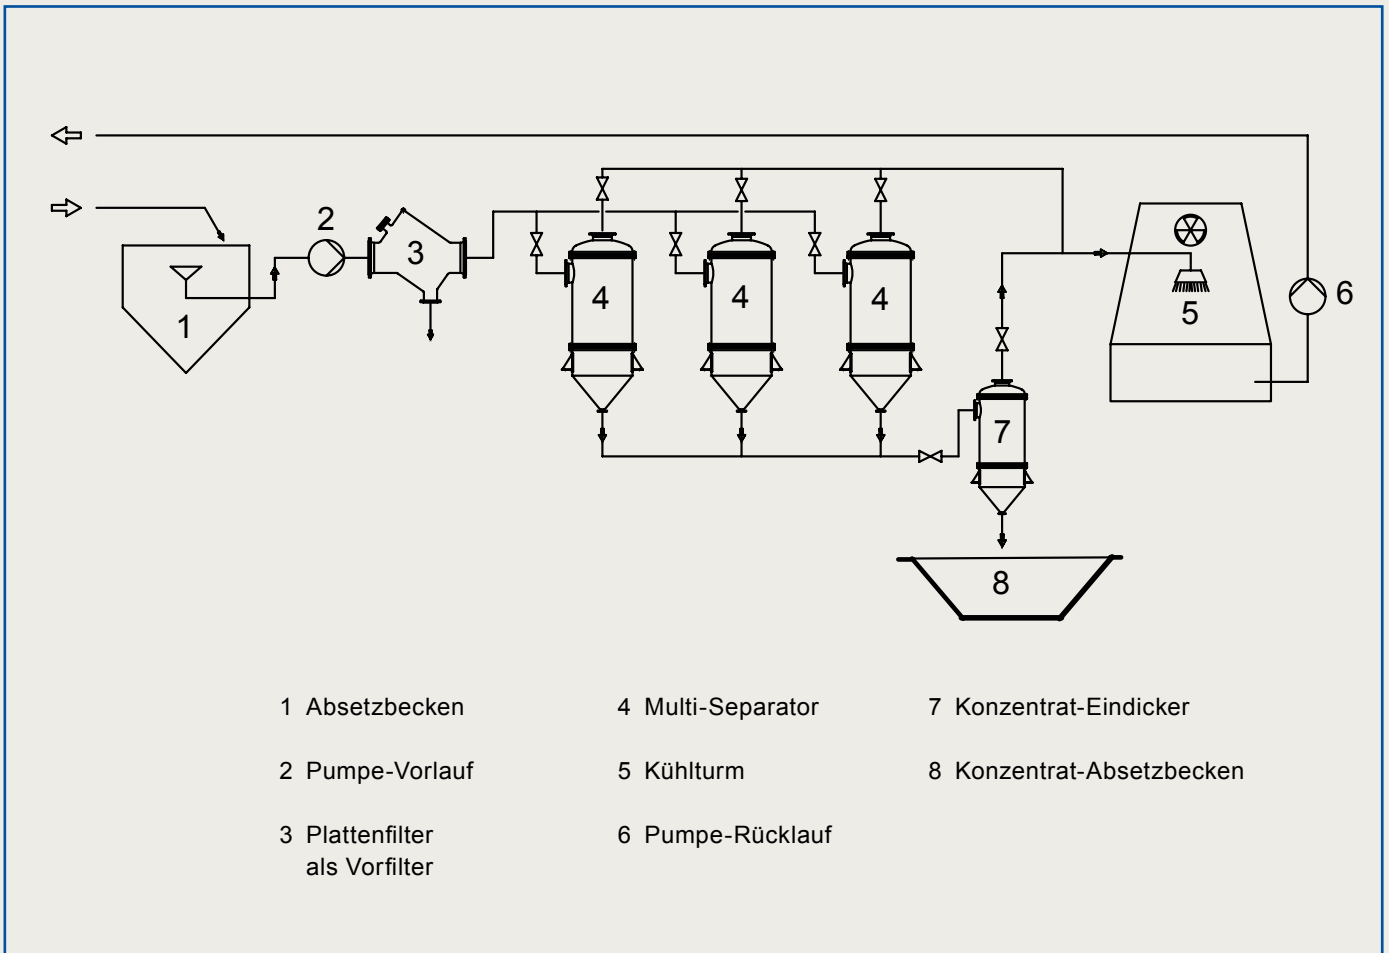 2
3
1
4
4
4
5
6
7
8
1 Absetzbecken
2 Pumpe-Vorlauf
3 Plattenfilter
als Vorfilter
4 Multi-Separator
5 Kühlturm
6 Pumpe-Rücklauf
7 Konzentrat-Eindicker
8 Konzentrat-Absetzbecken